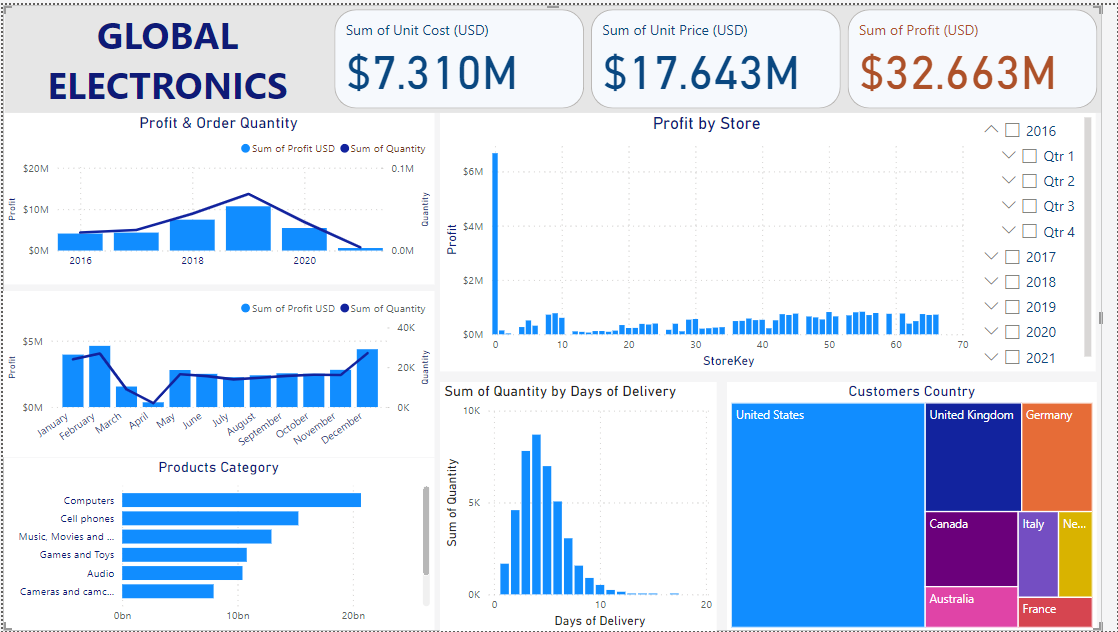 GLOBAL
ELECTRONICS
Sum of Unit Cost (USD)
$7.310M
Sum of Unit Price (USD)
$17.643M
Sum of Profit (USD)
$32.663M
Profit & Order Quantity
Sum of Profit USD
Sum of Quantity
$20M
$10M
$0M
Profit
0.1M
0.0M
Quantity
2016
2018
2020
Sum of Profit USD
Sum of Quantity
$5M
$0M
Profit
40K
20K
0K
Quantity
January
February
March
April
May
June
July
August
September
October
November
December
Products Category
Computers
Cell phones
Music, Movies and ...
Games and Toys
Audio
Cameras and camc...
0bn
10bn
20bn
Profit by Store
$6M
$4M
$2M
$0M
Profit
0
10
20
30
40
50
60
70
StoreKey
2016
Qtr 1
Qtr 2
Qtr 3
Qtr 4
2017
2018
2019
2020
2021
Sum of Quantity by Days of Delivery
10K
5K
0K
Sum of Quantity
0
10
20
Days of Delivery
Customers Country
United States
United Kingdom
Germany
Canada
Italy
Ne...
Australia
France